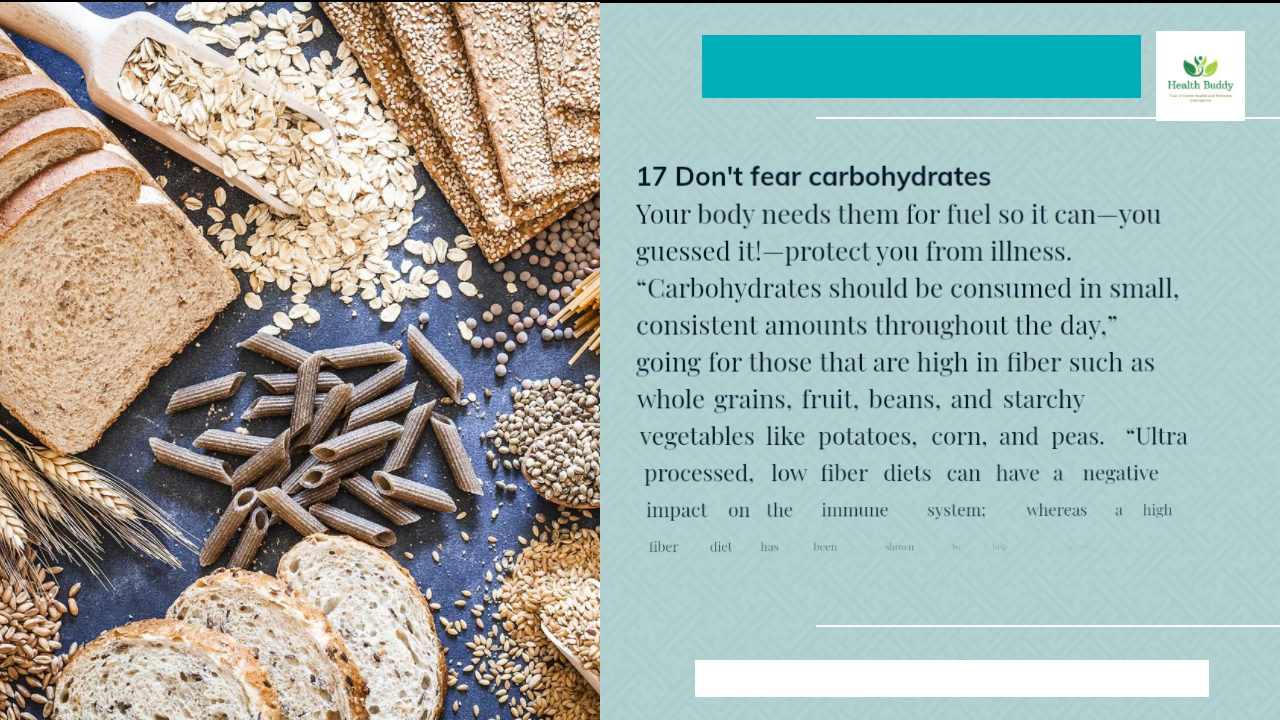 Health Buddy
17 Don't fear carbohydrates
Your body needs them for fuel so it can—you
guessed it!—protect you from illness.
“Carbohydrates should be consumed in small,
consistent amounts throughout the day,”
going for those that are high in fiber such as
whole grains, fruit, beans, and starchy
vegetables like potatoes, corn, and peas. “Ultra
processed, low fiber diets can have a negative
impact on the immune system; whereas a high
fiber diet has been shown to help